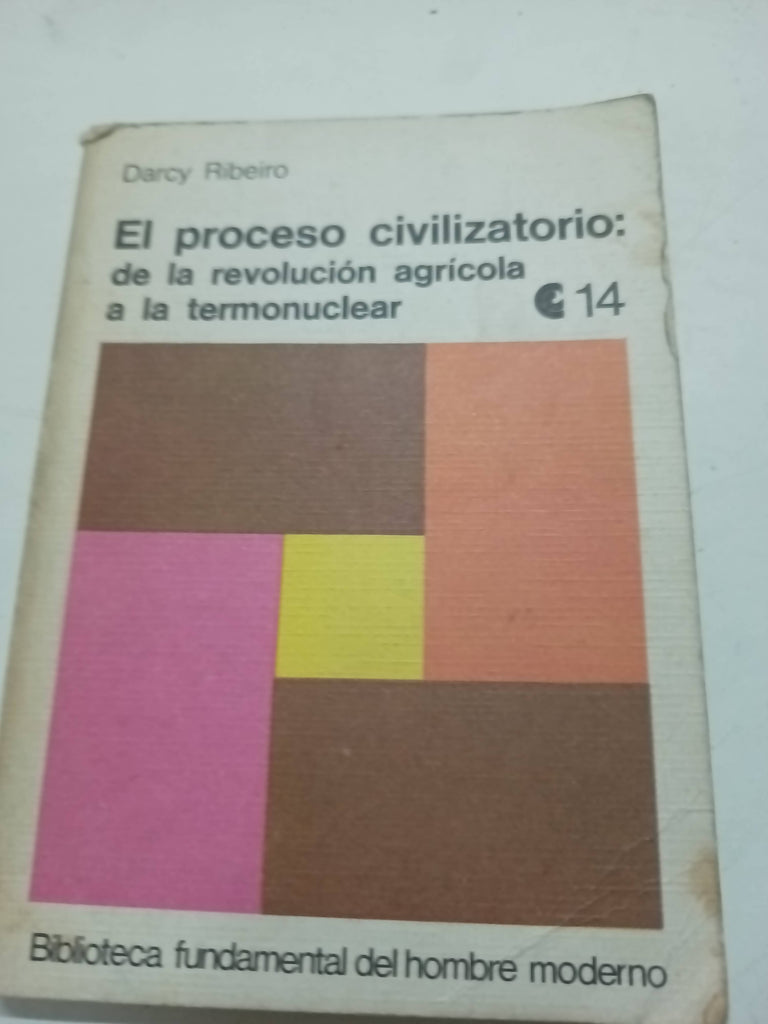 Darcy Ribeiro
El proceso civilizatorio:
de la revolución agrícola
a la termonuclear
14
Biblioteca fundamental del hombre moderno